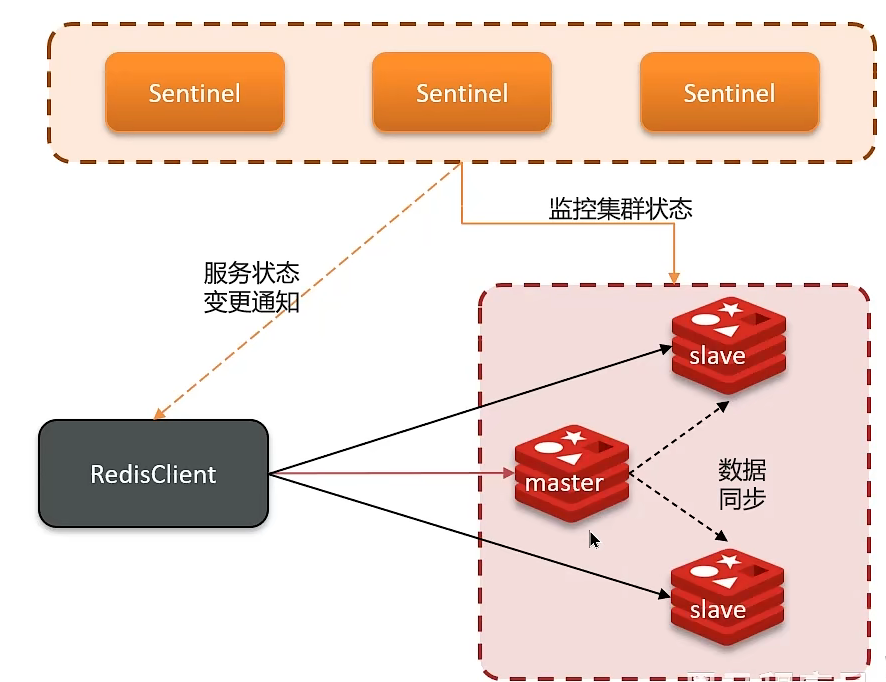 Sentinel
Sentinel
Sentinel
监控集群状态
服务状态
变更通知
slave
RedisClient
master
数据
同步
slave